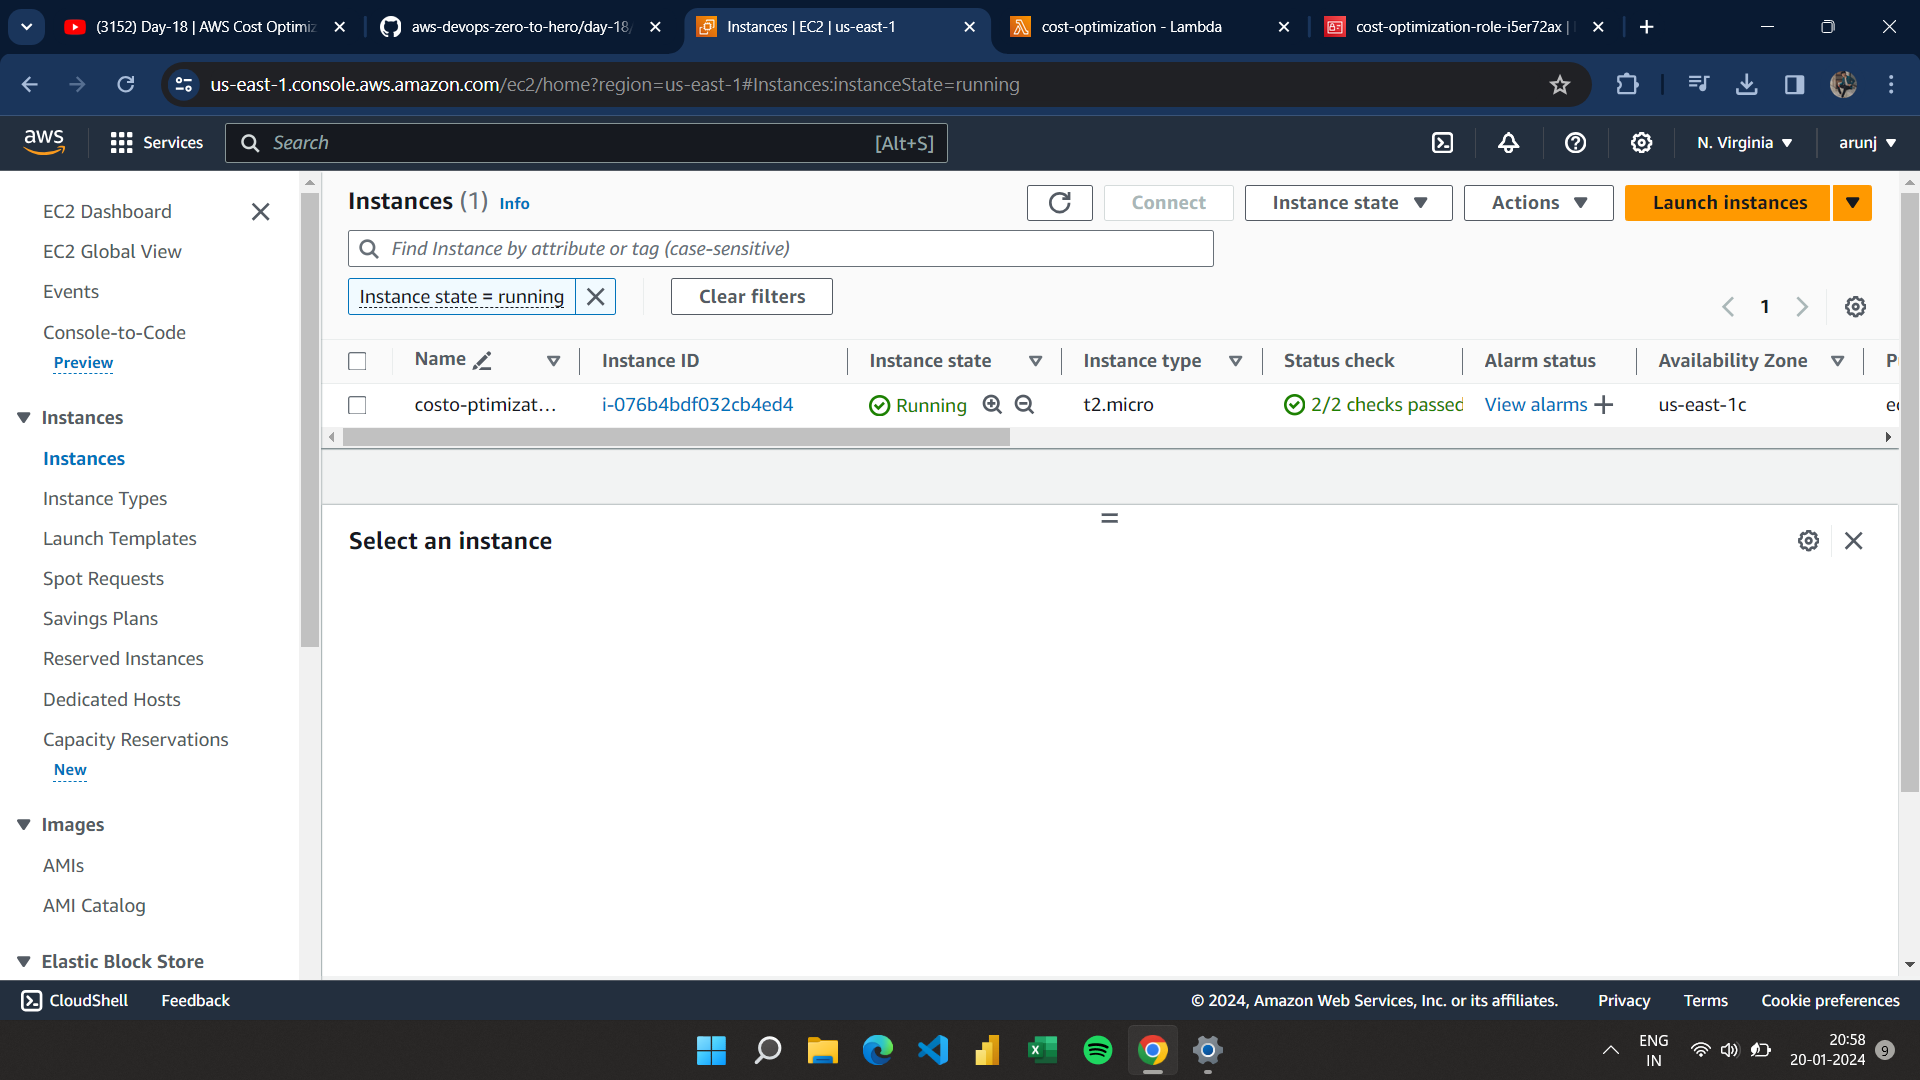 (3152) Day-18 | AWS Cost Optimiz
aws-devops-zero-to-hero/day-18/
Instances | EC2 | us-east-1
cost-optimization - Lambda
cost-optimization-role-i5er72ax |
us-east-1.console.aws.amazon.com/ec2/home?region=us-east-1#Instances:instanceState=running
aws
Services
Search
[Alt+S]
N. Virginia
arunj
EC2 Dashboard
EC2 Global View
Events
Console-to-Code
Preview
Instances
Instances
Instance Types
Launch Templates
Spot Requests
Savings Plans
Reserved Instances
Dedicated Hosts
Capacity Reservations
New
Images
AMIs
AMI Catalog
Elastic Block Store
Instances (1) Info
Connect
Instance state
Actions
Launch instances
Find Instance by attribute or tag (case-sensitive)
Instance state = running
Clear filters
1
Name Instance ID Instance state Instance type Status check Alarm status Availability Zone
costo-ptimizat… i-076b4bdf032cb4ed4 Running t2.micro 2/2 checks passed View alarms + us-east-1c
Select an instance
CloudShell
Feedback
© 2024, Amazon Web Services, Inc. or its affiliates.
Privacy
Terms
Cookie preferences
ENG
IN
20:58
20-01-2024
9